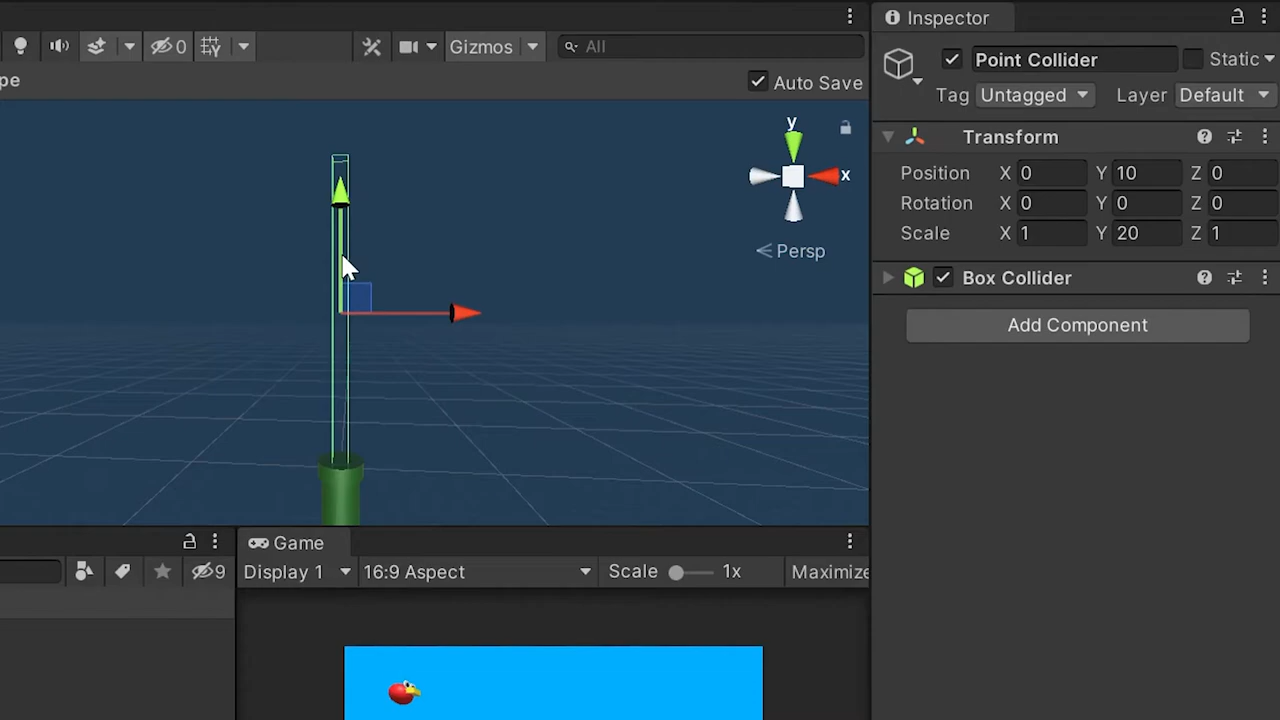 Inspector
0
Gizmos
All
Point Collider
Static
pe
Auto Save
Tag Untagged Layer Default
y
x
Persp
Transform
Position X 0 Y 10 Z 0
Rotation X 0 Y 0 Z 0
Scale X 1 Y 20 Z 1
Box Collider
Add Component
Game
9
Display 1 16:9 Aspect Scale 1x Maximize